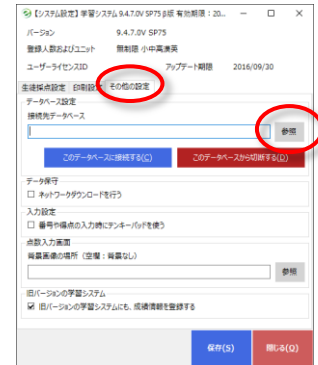 【システム設定】学習システム 9.4.7.0V SP75 β版 有効期限：20...
バージョン 9.4.7.0V SP75
登録人数およびユニット 無制限 小中高漢英
ユーザーライセンスID アップデート期限 2016/09/30
生徒採点設定 印刷設定 その他の設定
データベース設定
接続先データベース
参照
このデータベースに接続する(C) このデータベースから切断する(D)
データ保守
ネットワークダウンロードを行う
入力設定
番号や得点の入力時にテンキーパッドを使う
点数入力画面
背景画像の場所（空欄：背景なし）
参照
旧バージョンの学習システム
旧バージョンの学習システムにも、成績情報を登録する
保存(S) 閉じる(Q)